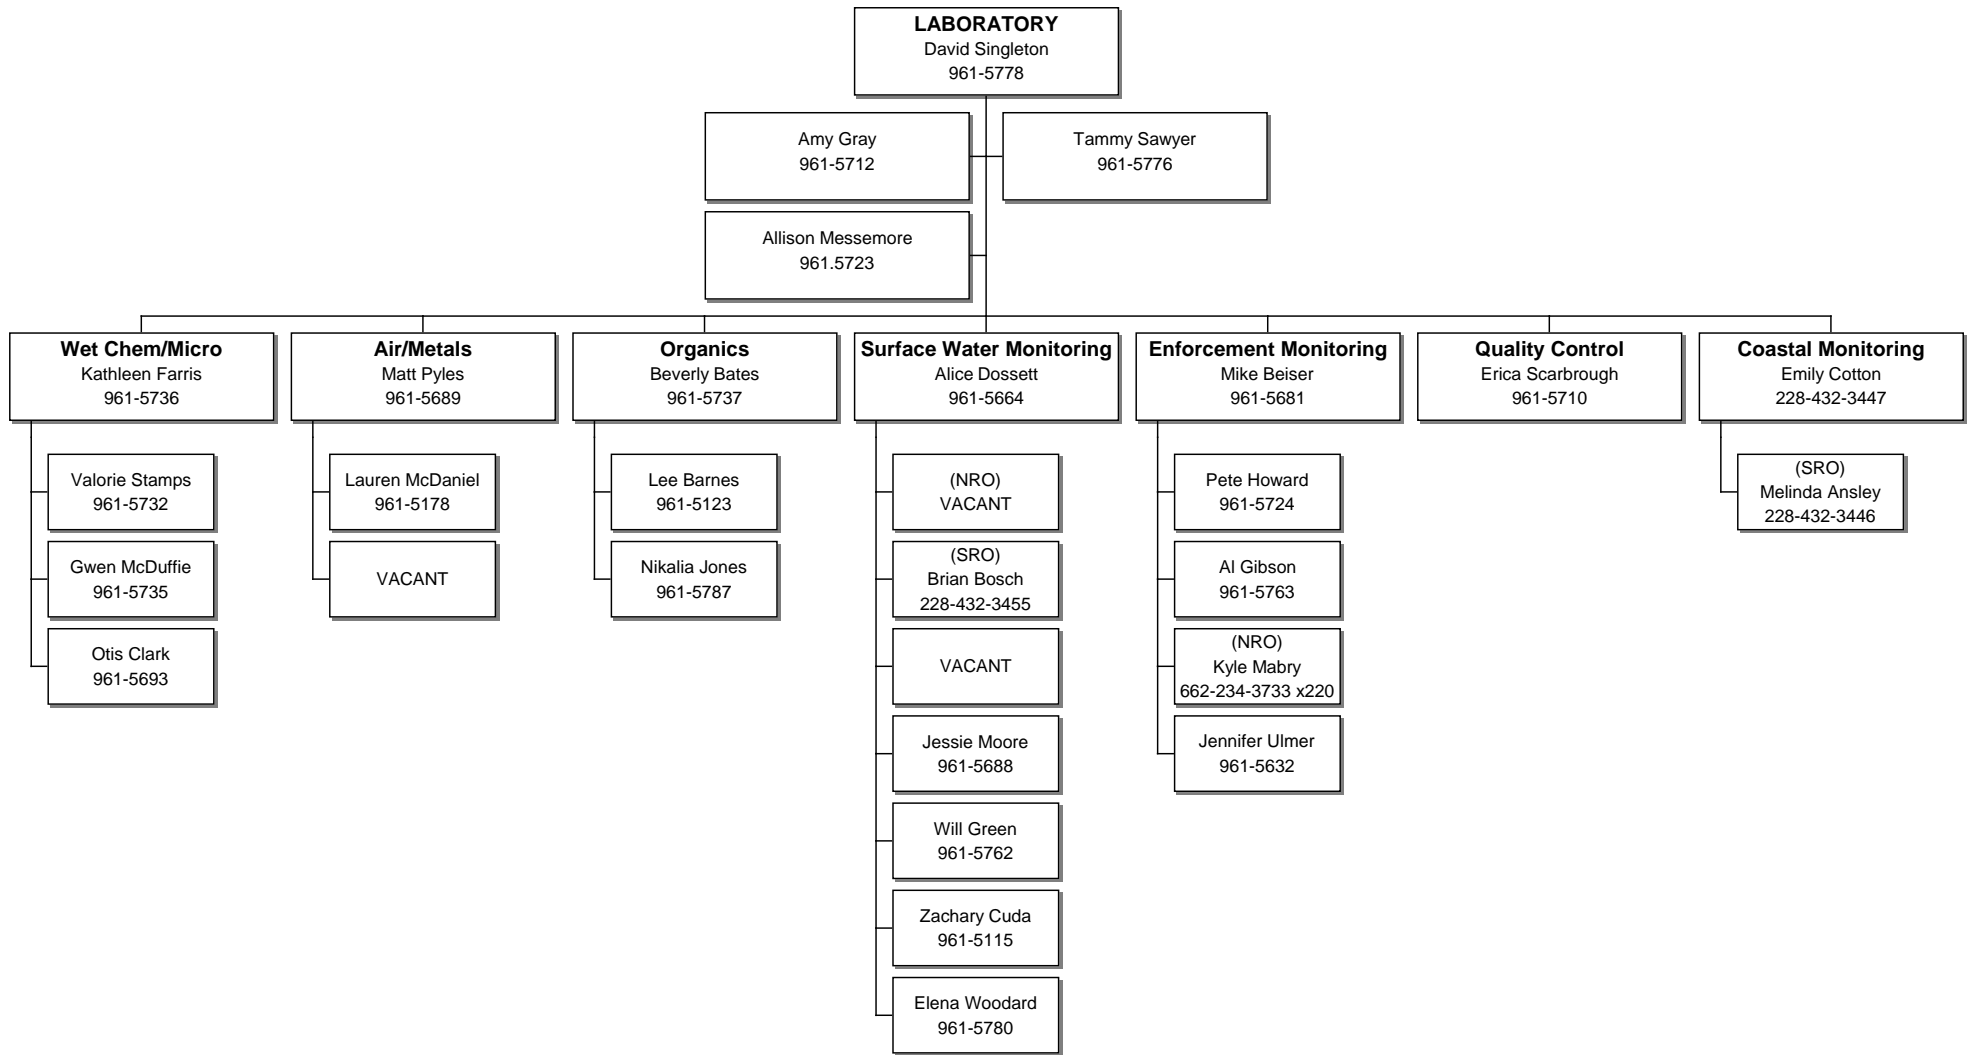 LABORATORY
David Singleton
961-5778
Amy Gray
961-5712
Tammy Sawyer
961-5776
Allison Messemore
961.5723
Wet Chem/Micro
Kathleen Farris
961-5736
Valorie Stamps
961-5732
Gwen McDuffie
961-5735
Otis Clark
961-5693
Air/Metals
Matt Pyles
961-5689
Lauren McDaniel
961-5178
VACANT
Organics
Beverly Bates
961-5737
Lee Barnes
961-5123
Nikalia Jones
961-5787
Surface Water Monitoring
Alice Dossett
961-5664
(NRO)
VACANT
(SRO)
Brian Bosch
228-432-3455
VACANT
Jessie Moore
961-5688
Will Green
961-5762
Zachary Cuda
961-5115
Elena Woodard
961-5780
Enforcement Monitoring
Mike Beiser
961-5681
Pete Howard
961-5724
Al Gibson
961-5763
(NRO)
Kyle Mabry
662-234-3733 x220
Jennifer Ulmer
961-5632
Quality Control
Erica Scarbrough
961-5710
Coastal Monitoring
Emily Cotton
228-432-3447
(SRO)
Melinda Ansley
228-432-3446